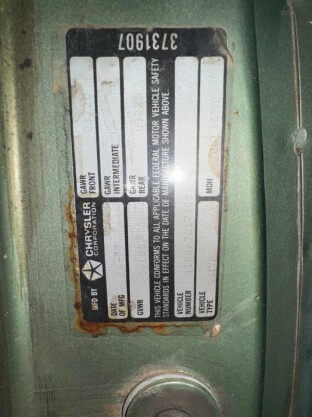 MFD BY CHRYSLER CORPORATION 3731907
DATE OF MFG
GAWR FRONT
GAWR INTERMEDIATE
GVWR
GAWR REAR
THIS VEHICLE CONFORMS TO ALL APPLICABLE FEDERAL MOTOR VEHICLE SAFETY
STANDARDS IN EFFECT ON THE DATE OF MANUFACTURE SHOWN ABOVE.
VEHICLE NUMBER
VEHICLE TYPE
MDH